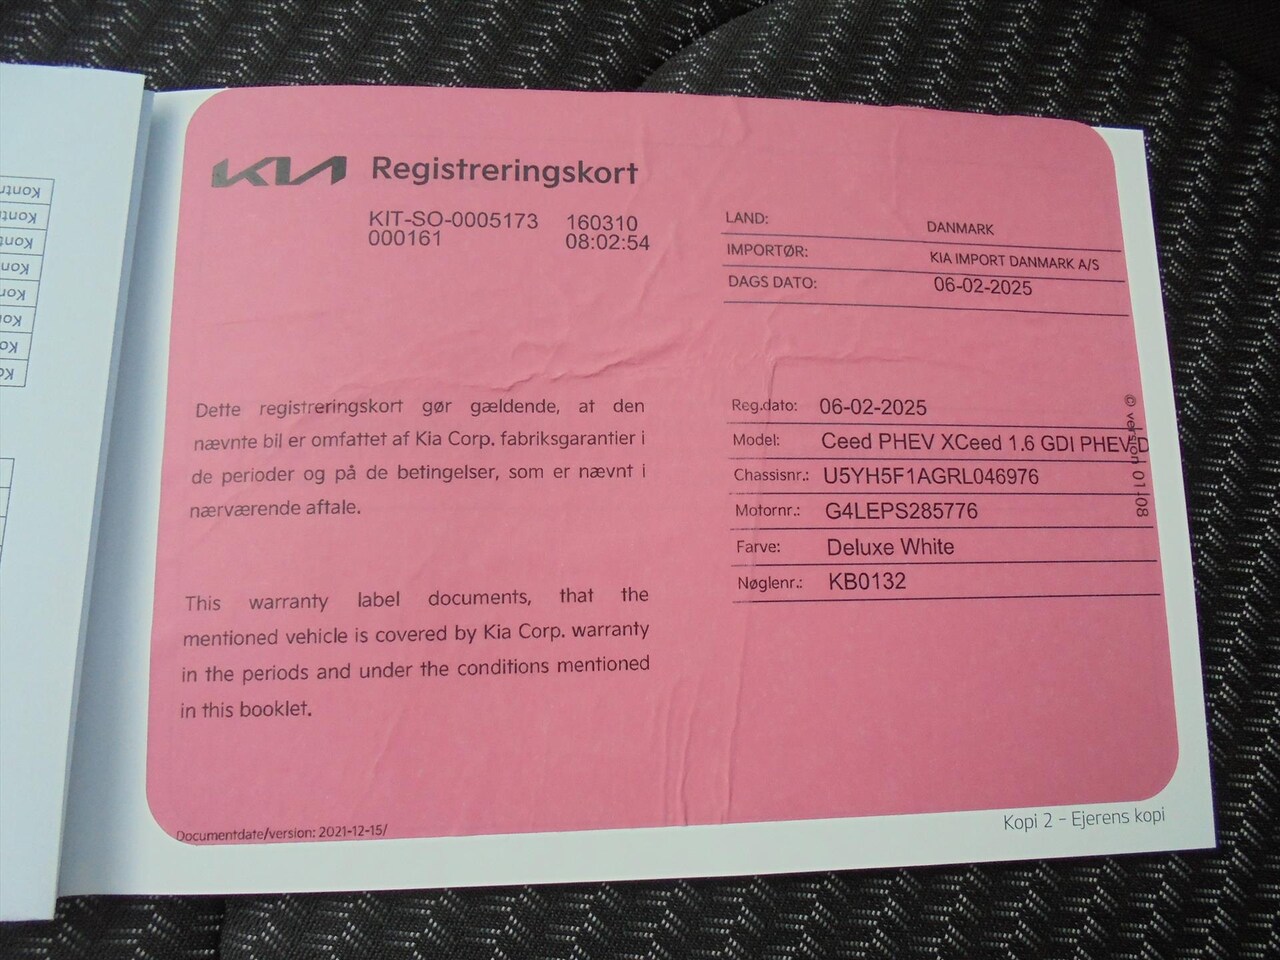 KIA Registreringskort
KIT-SO-0005173 160310
000161 08:02:54
LAND: DANMARK
IMPORTØR: KIA IMPORT DANMARK A/S
DAGS DATO: 06-02-2025
Dette registreringskort gør gældende, at den
nævnte bil er omfattet af Kia Corp. fabriksgarantier i
de perioder og på de betingelser, som er nævnt i
nærværende aftale.
This warranty label documents, that the
mentioned vehicle is covered by Kia Corp. warranty
in the periods and under the conditions mentioned
in this booklet.
Reg.dato: 06-02-2025
Model: Ceed PHEV XCeed 1.6 GDI PHEV D
Chassisnr.: U5YH5F1AGRL046976
Motornr.: G4LEPS285776
Farve: Deluxe White
Nøglenr.: KB0132
© version 01-08
Documentdate/version: 2021-12-15/
Kopi 2 - Ejerens kopi